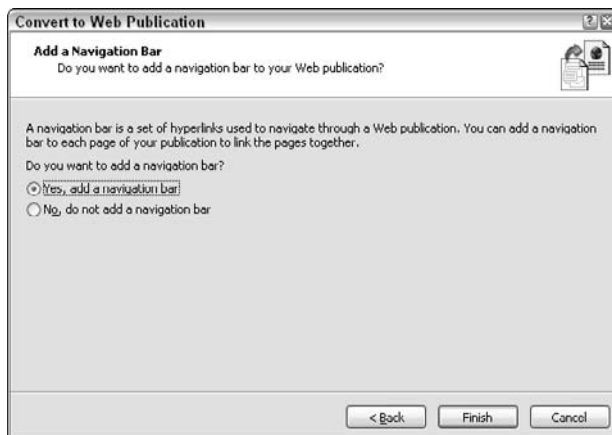 Convert to Web Publication
Add a Navigation Bar
Do you want to add a navigation bar to your Web publication?
A navigation bar is a set of hyperlinks used to navigate through a Web publication. You can add a navigation
bar to each page of your publication to link the pages together.
Do you want to add a navigation bar?
Yes, add a navigation bar
No, do not add a navigation bar
< Back
Finish
Cancel